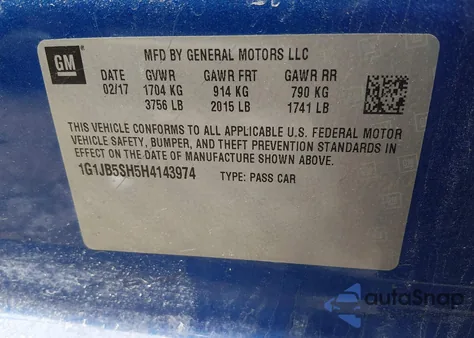 GM
MFD BY GENERAL MOTORS LLC
DATE GVWR GAWR FRT GAWR RR
02/17 1704 KG 914 KG 790 KG
3756 LB 2015 LB 1741 LB
THIS VEHICLE CONFORMS TO ALL APPLICABLE U.S. FEDERAL MOTOR
VEHICLE SAFETY, BUMPER, AND THEFT PREVENTION STANDARDS IN
EFFECT ON THE DATE OF MANUFACTURE SHOWN ABOVE.
1G1JB5SH5H4143974 TYPE: PASS CAR
autoSnap